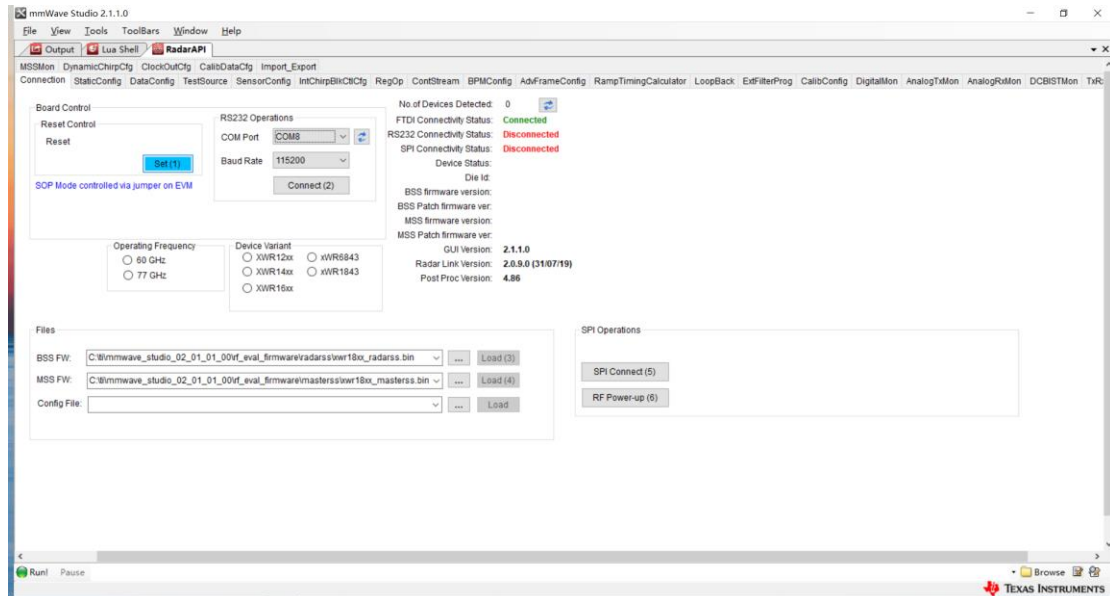 mmWave Studio 2.1.1.0
File View Tools ToolBars Window Help
Output Lua Shell RadarAPI
MSSMon DynamicChirpCfg ClockOutCfg CalibDataCfg Import_Export
Connection StaticConfig DataConfig TestSource SensorConfig IntChirpBlkCtlCfg RegOp ContStream BPMConfig AdvFrameConfig RampTimingCalculator LoopBack ExtFilterProg CalibConfig DigitalMon AnalogTxMon AnalogRxMon DCBISTMon TxR
Board Control
Reset Control
Reset
Set (1)
SOP Mode controlled via jumper on EVM
RS232 Operations
COM Port COM8
Baud Rate 115200
Connect (2)
No.of Devices Detected: 0
FTDI Connectivity Status: Connected
RS232 Connectivity Status: Disconnected
SPI Connectivity Status: Disconnected
Device Status:
Die Id:
BSS firmware version:
BSS Patch firmware ver:
MSS firmware version:
MSS Patch firmware ver:
GUI Version: 2.1.1.0
Radar Link Version: 2.0.9.0 (31/07/19)
Post Proc Version: 4.86
Operating Frequency
60 GHz
77 GHz
Device Variant
XWR12xx xWR6843
XWR14xx xWR1843
XWR16xx
Files
BSS FW: C:\ti\mmwave_studio_02_01_01_00\rf_eval_firmware\radarss\xwr18xx_radarss.bin ... Load (3)
MSS FW: C:\ti\mmwave_studio_02_01_01_00\rf_eval_firmware\masterss\xwr18xx_masterss.bin ... Load (4)
Config File: ... Load
SPI Operations
SPI Connect (5)
RF Power-up (6)
Run! Pause
Browse
TEXAS INSTRUMENTS